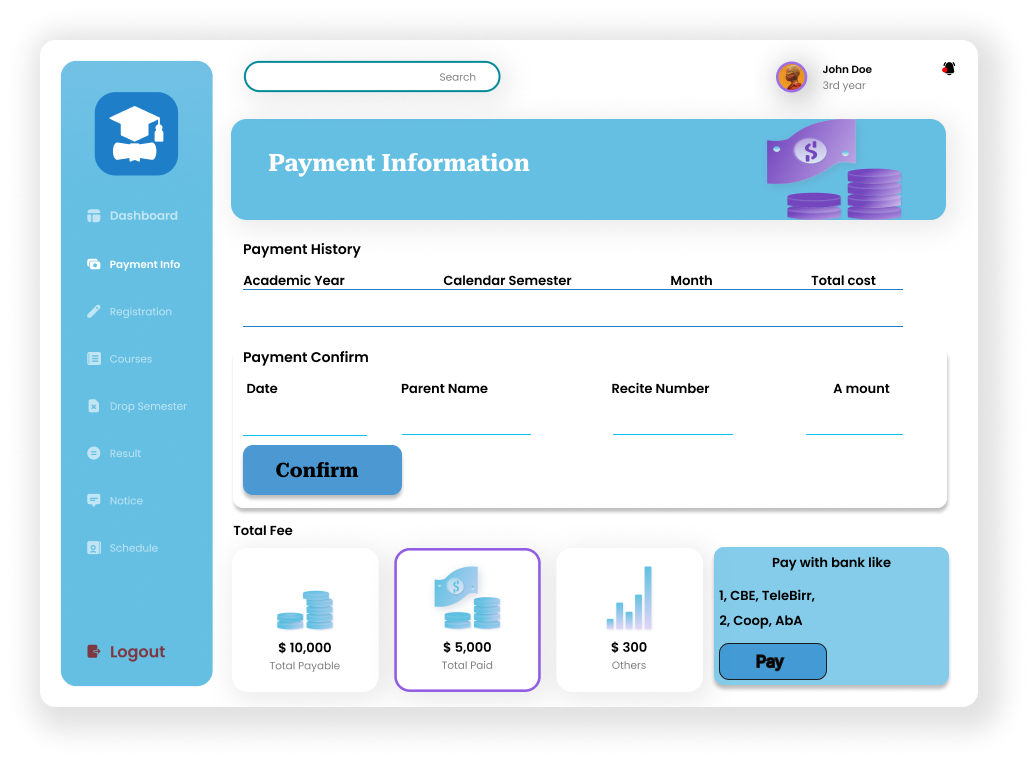 Search
John Doe
3rd year
Dashboard
Payment Info
Registration
Courses
Drop Semester
Result
Notice
Schedule
Logout
Payment Information
$
Payment History
Academic Year Calendar Semester Month Total cost
Payment Confirm
Date Parent Name Recite Number A mount
Confirm
Total Fee
$ 10,000
Total Payable
$
$ 5,000
Total Paid
$ 300
Others
Pay with bank like
1, CBE, TeleBirr,
2, Coop, AbA
Pay